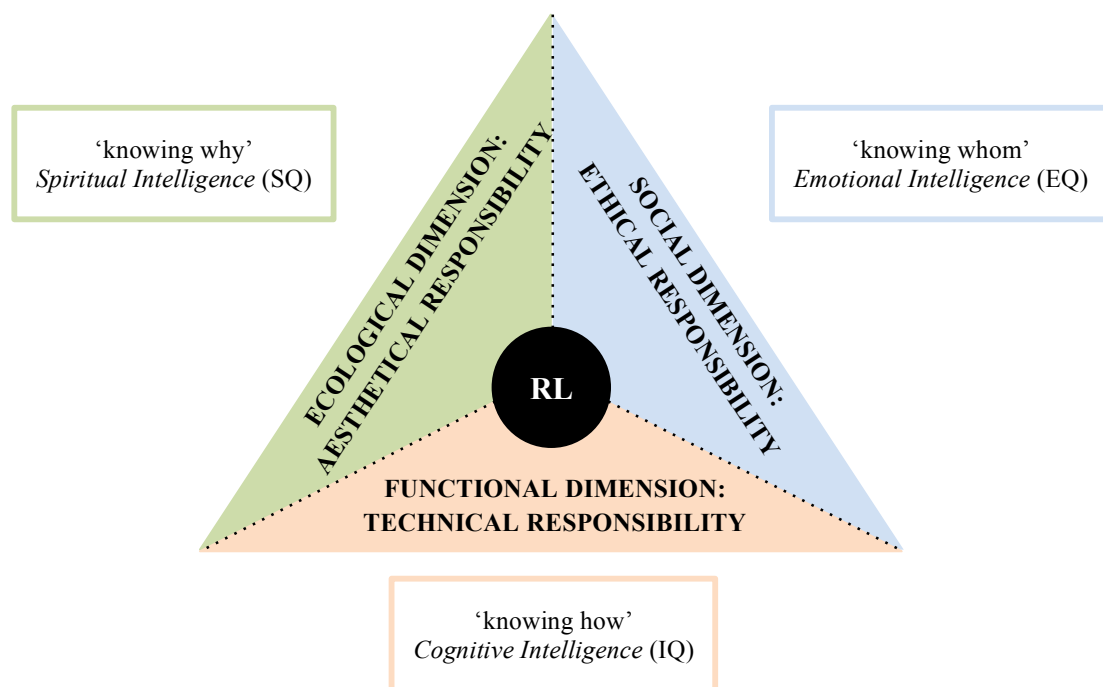 ‘knowing why’
Spiritual Intelligence (SQ)
‘knowing whom’
Emotional Intelligence (EQ)
ECOLOGICAL DIMENSION:
AESTHETICAL RESPONSIBILITY
SOCIAL DIMENSION:
ETHICAL RESPONSIBILITY
RL
FUNCTIONAL DIMENSION:
TECHNICAL RESPONSIBILITY
‘knowing how’
Cognitive Intelligence (IQ)